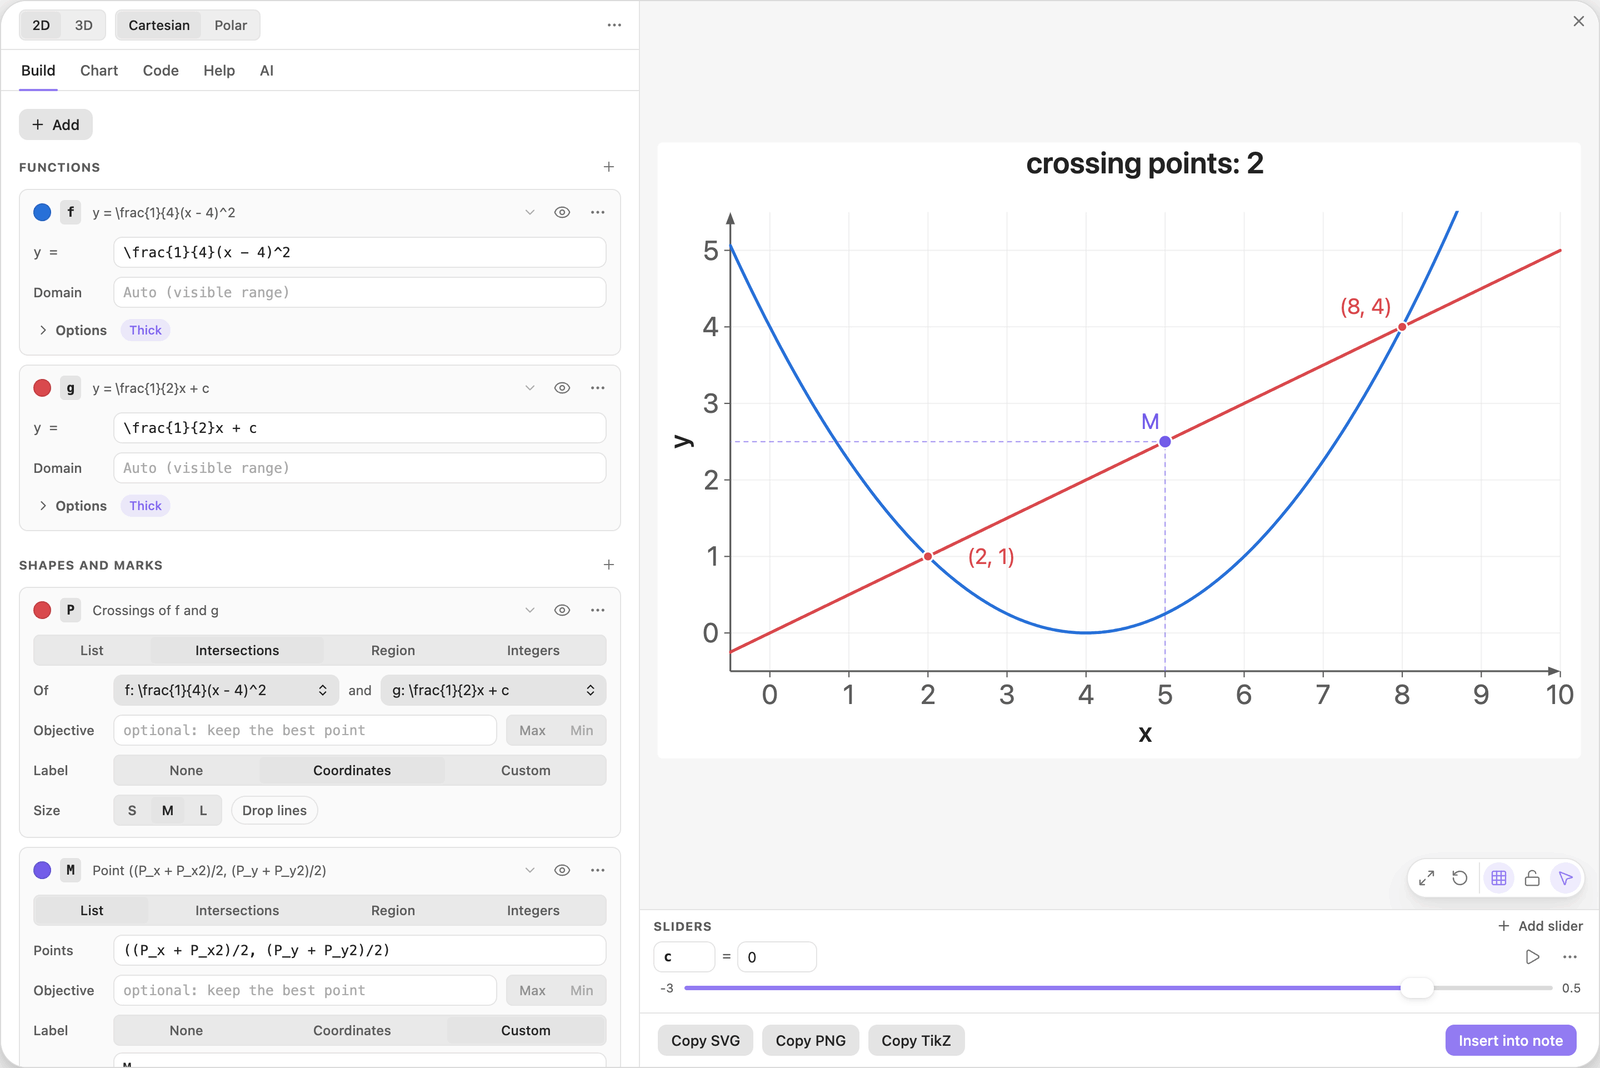 2D 3D Cartesian Polar ...
Build Chart Code Help AI
+ Add
FUNCTIONS +
f y = \frac{1}{4}(x - 4)^2 ...
y = \frac{1}{4}(x − 4)^2
Domain Auto (visible range)
Options Thick
g y = \frac{1}{2}x + c ...
y = \frac{1}{2}x + c
Domain Auto (visible range)
Options Thick
SHAPES AND MARKS +
P Crossings of f and g ...
List Intersections Region Integers
Of f: \frac{1}{4}(x - 4)^2 and g: \frac{1}{2}x + c
Objective optional: keep the best point Max Min
Label None Coordinates Custom
Size S M L Drop lines
M Point ((P_x + P_x2)/2, (P_y + P_y2)/2) ...
List Intersections Region Integers
Points ((P_x + P_x2)/2, (P_y + P_y2)/2)
Objective optional: keep the best point Max Min
Label None Coordinates Custom
M
crossing points: 2
5
4
3
2
1
0
y
(8, 4)
M
(2, 1)
0 1 2 3 4 5 6 7 8 9 10
x
SLIDERS + Add slider
c = 0 ...
-3 0.5
Copy SVG Copy PNG Copy TikZ Insert into note